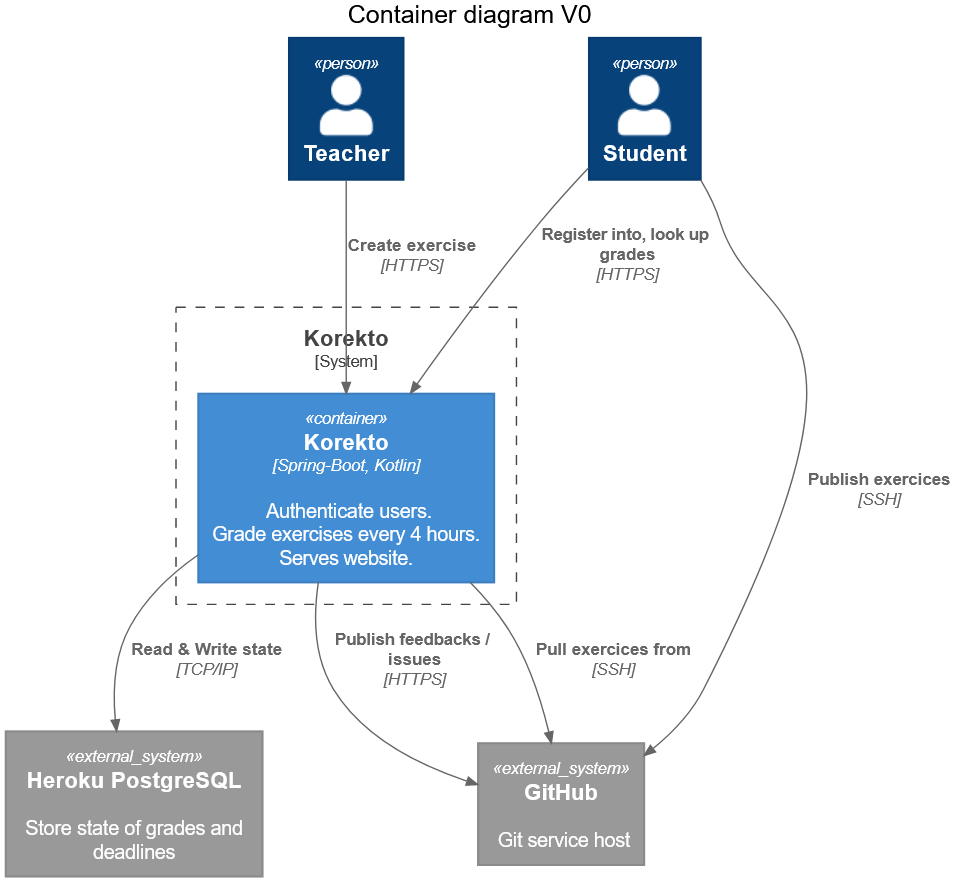 Container diagram V0
«person»
Teacher
«person»
Student
Create exercise
[HTTPS]
Register into, look up
grades
[HTTPS]
Korekto
[System]
«container»
Korekto
[Spring-Boot, Kotlin]
Authenticate users.
Grade exercises every 4 hours.
Serves website.
Publish exercices
[SSH]
Read & Write state
[TCP/IP]
Publish feedbacks /
issues
[HTTPS]
Pull exercices from
[SSH]
«external_system»
Heroku PostgreSQL
Store state of grades and
deadlines
«external_system»
GitHub
Git service host